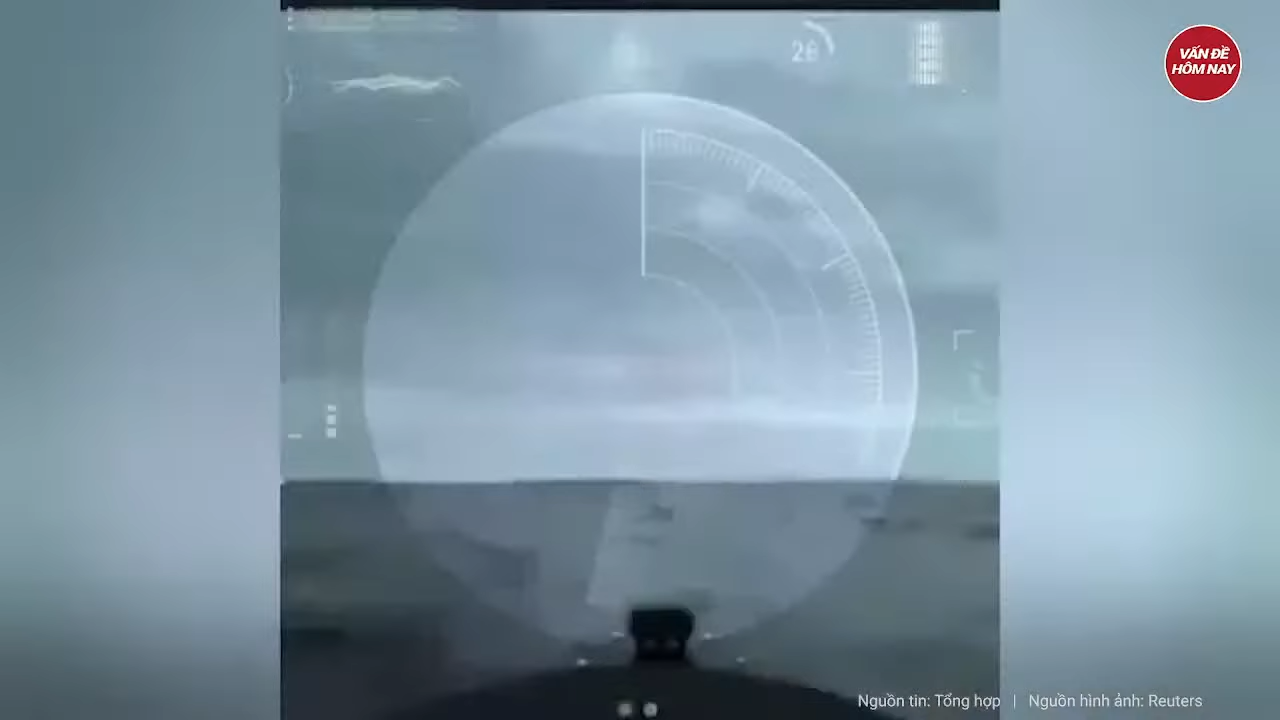 VẤN ĐỀ
HÔM NAY
Nguồn tin: Tổng hợp | Nguồn hình ảnh: Reuters